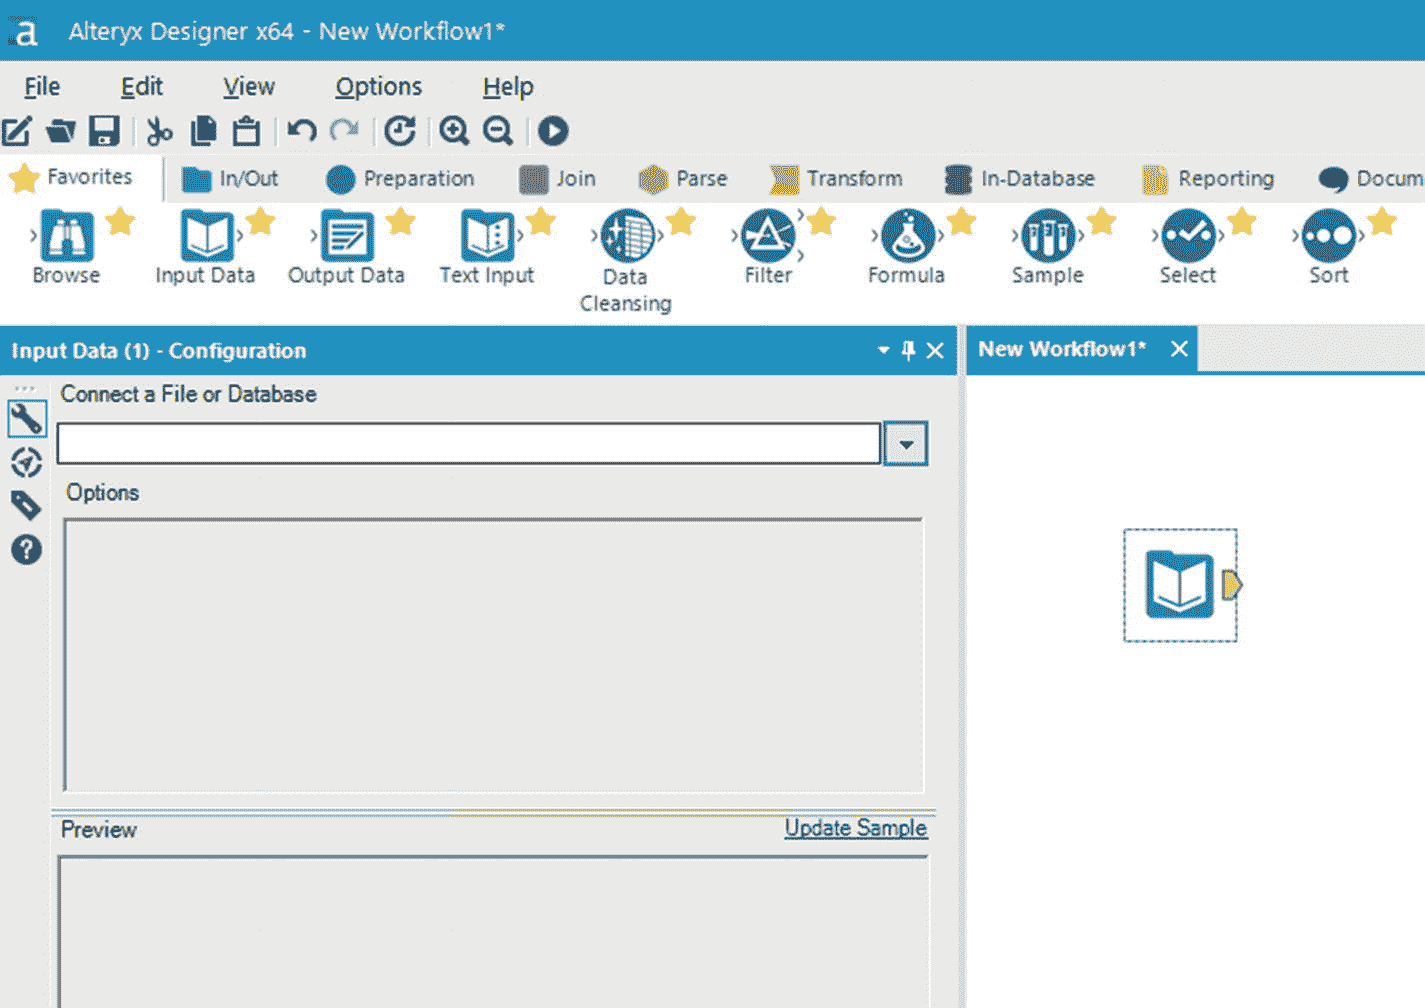 a Alteryx Designer x64 - New Workflow1*
File Edit View Options Help
Favorites In/Out Preparation Join Parse Transform In-Database Reporting Docum
Browse Input Data Output Data Text Input Data Cleansing Filter Formula Sample Select Sort
Input Data (1) - Configuration
New Workflow1*
Connect a File or Database
Options
Preview Update Sample